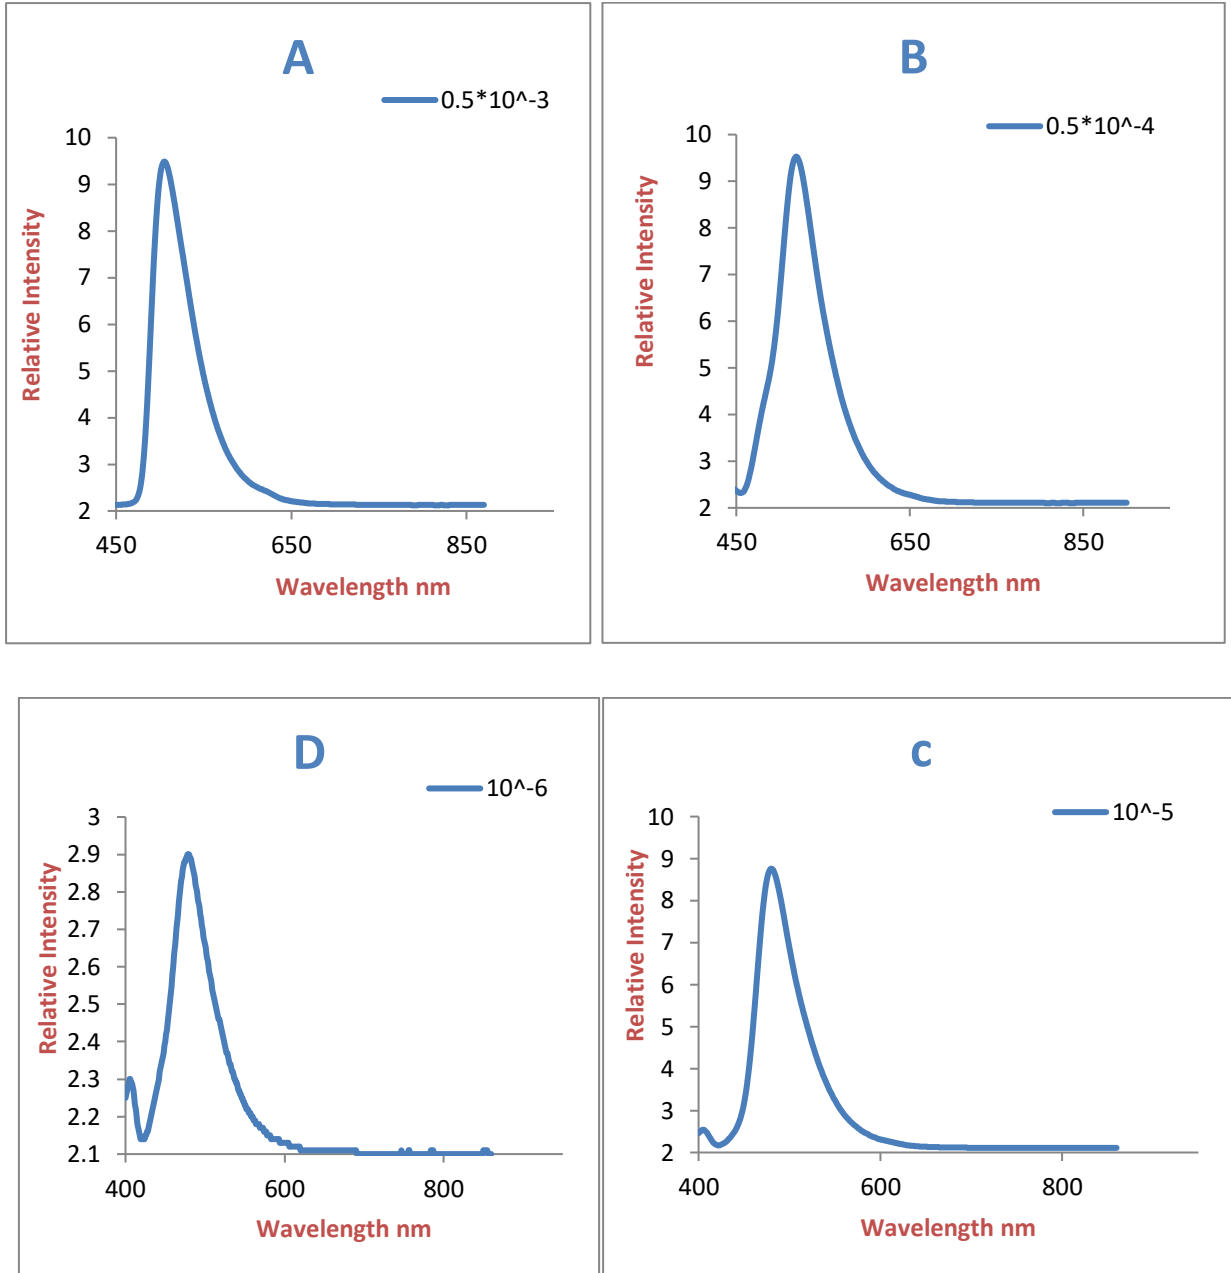 A
0.5*10^-3
10
9
8
7
6
5
4
3
2
450 650 850
Relative Intensity
Wavelength nm
B
0.5*10^-4
10
9
8
7
6
5
4
3
2
450 650 850
Relative Intensity
Wavelength nm
D
10^-6
3
2.9
2.8
2.7
2.6
2.5
2.4
2.3
2.2
2.1
400 600 800
Relative Intensity
Wavelength nm
c
10^-5
10
9
8
7
6
5
4
3
2
400 600 800
Relative Intensity
Wavelength nm